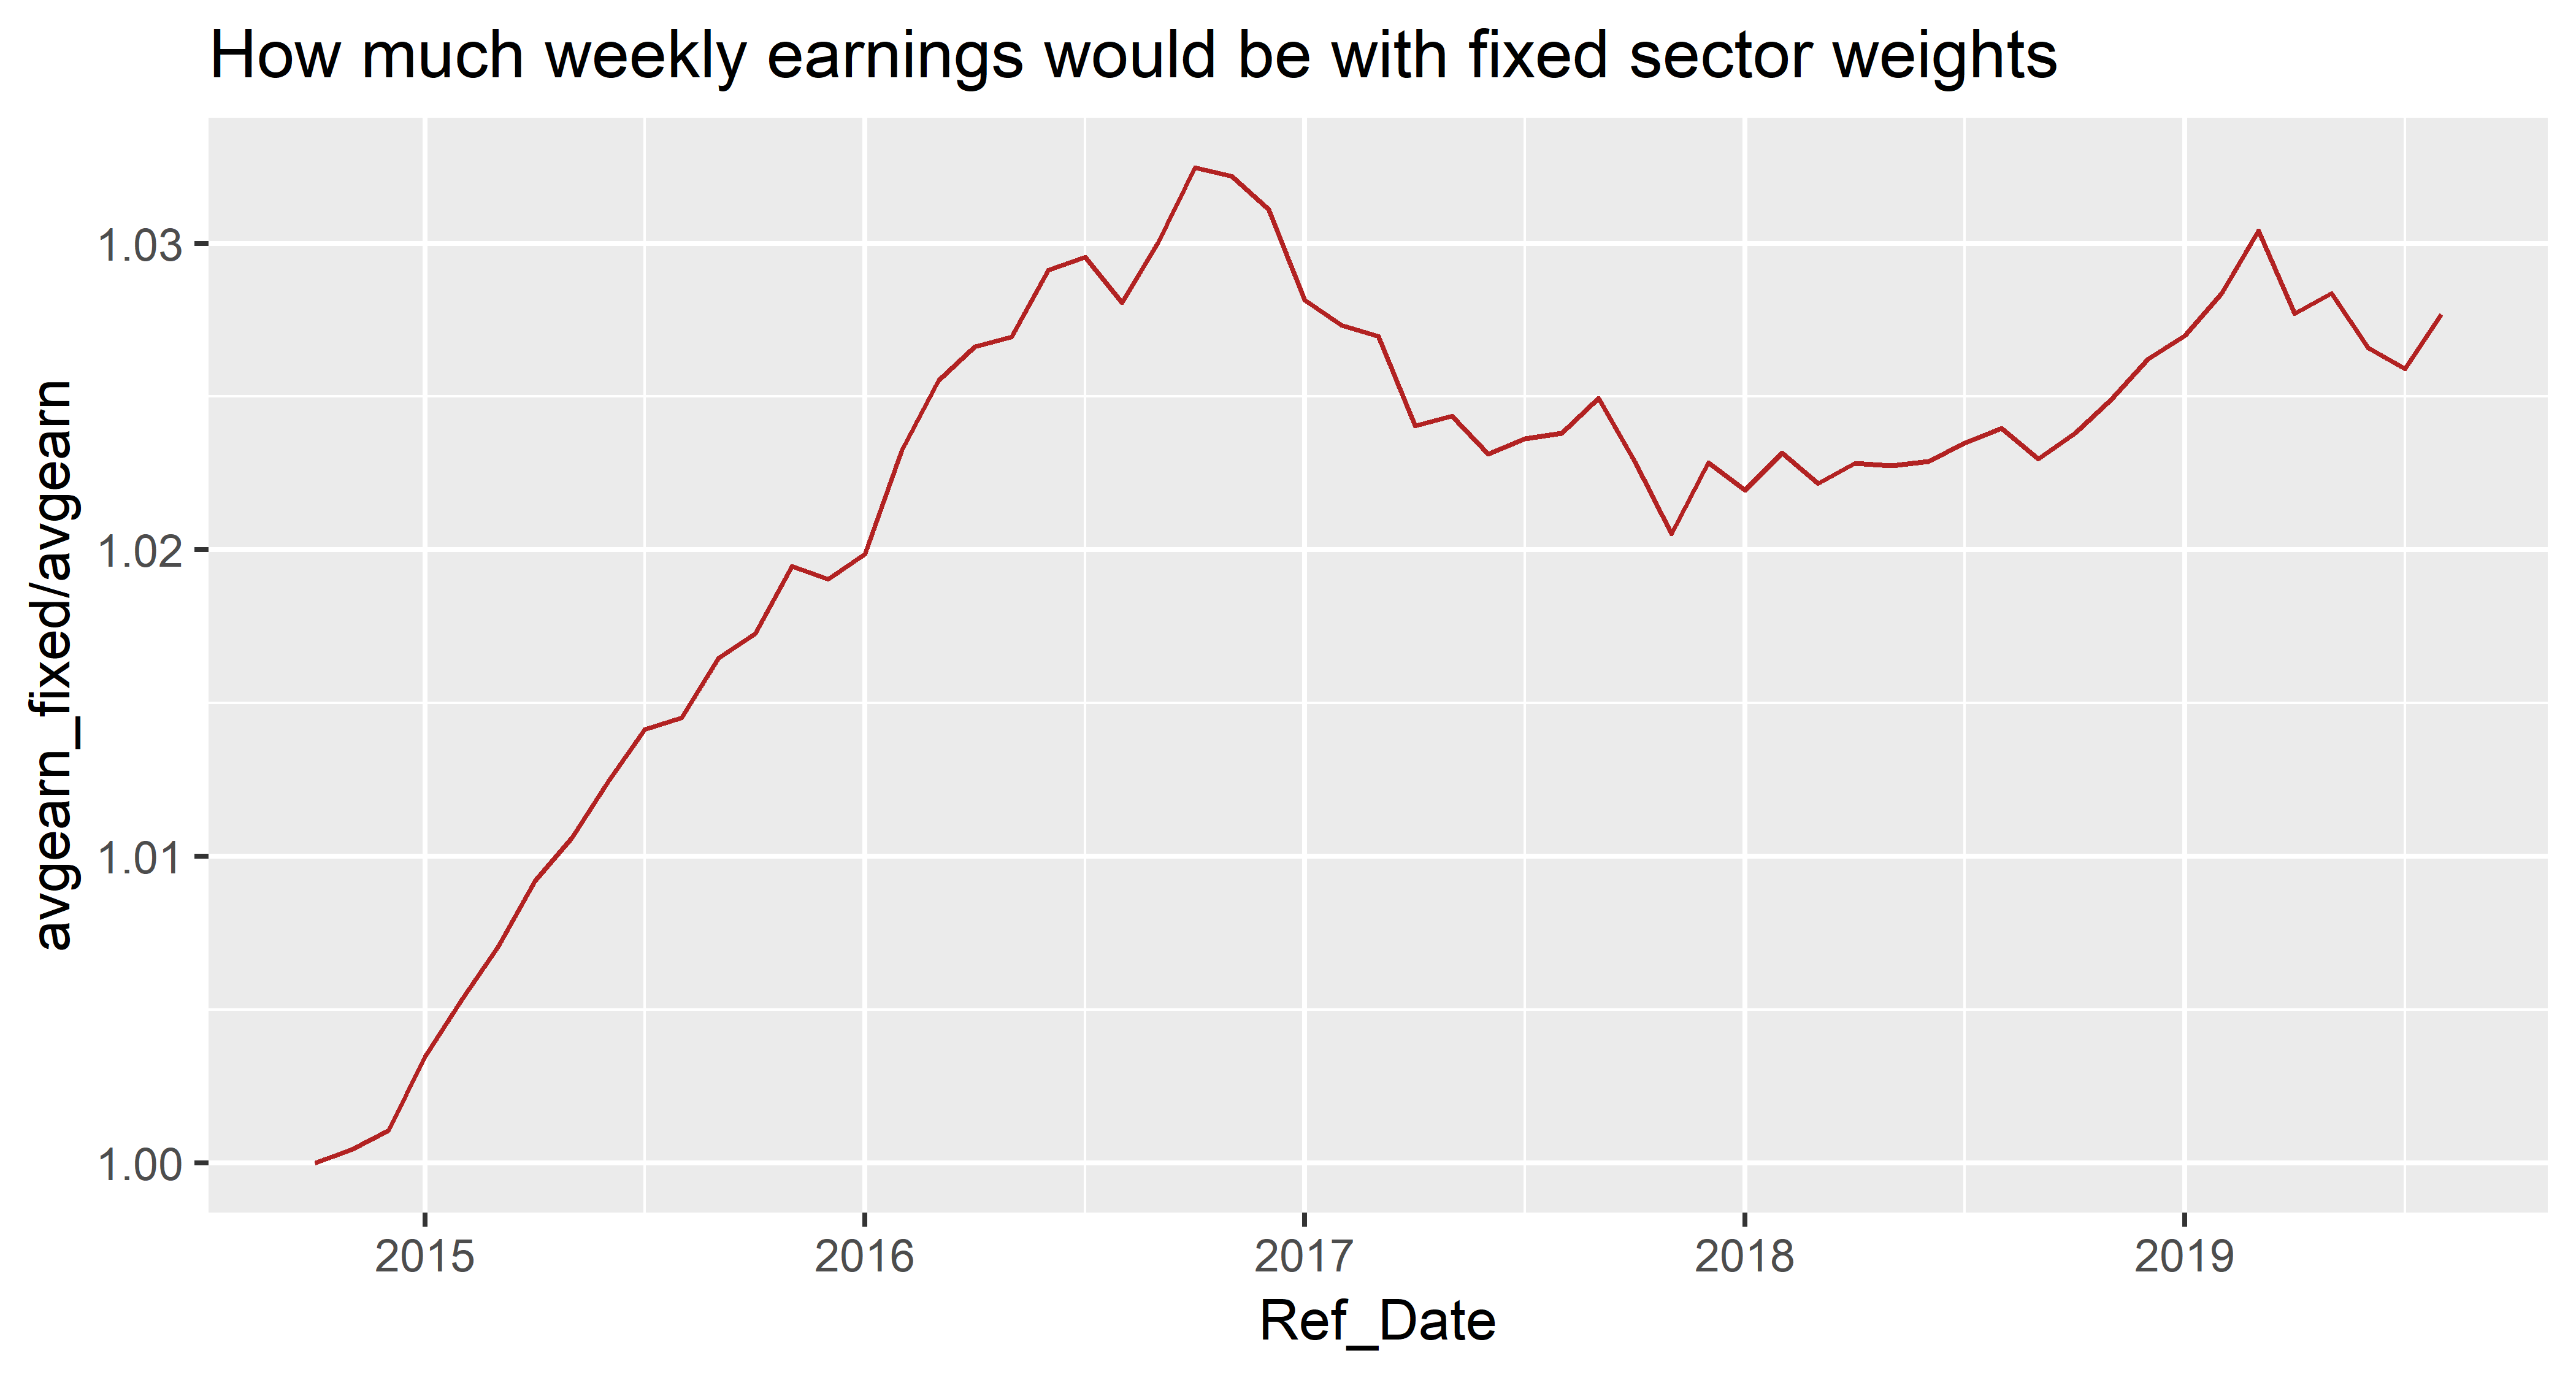 How much weekly earnings would be with fixed sector weights
avgearn_fixed/avgearn
1.03
1.02
1.01
1.00
2015 2016 2017 2018 2019
Ref_Date